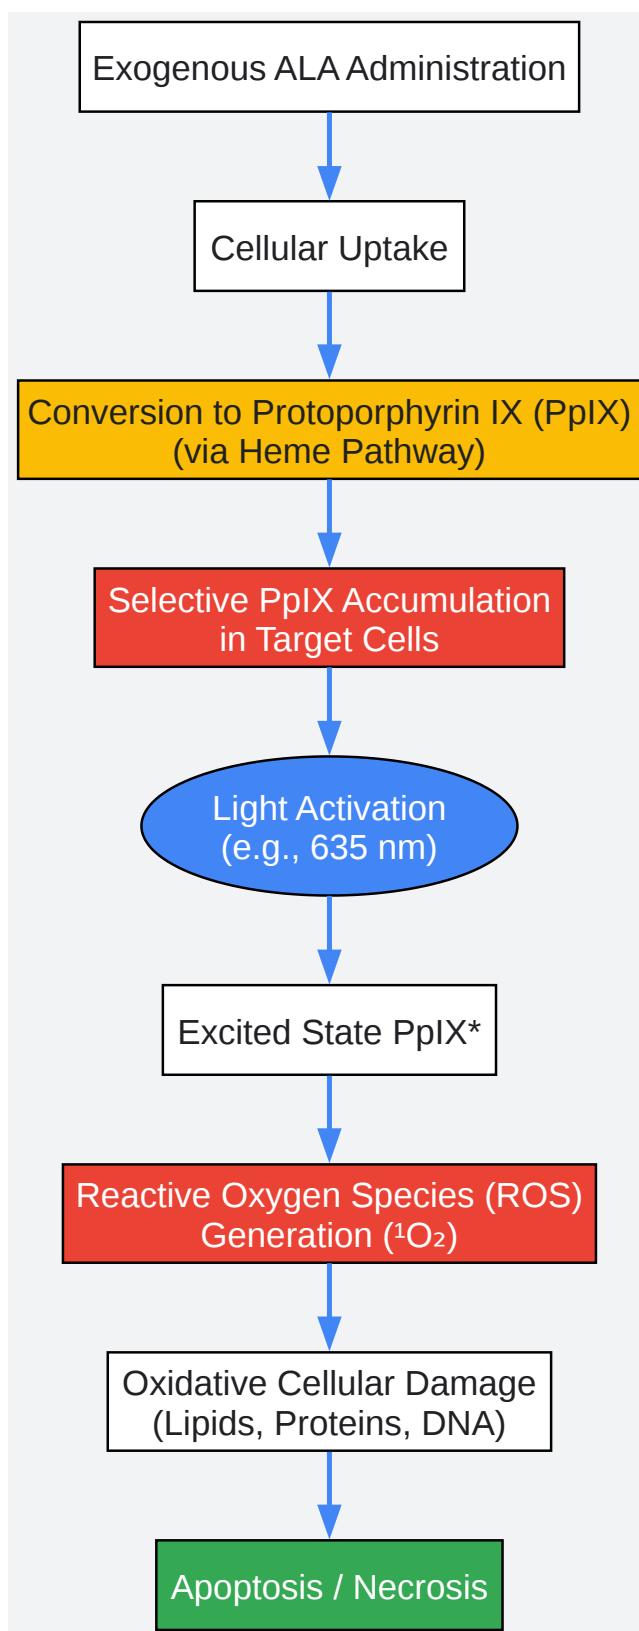 Exogenous ALA Administration
Cellular Uptake
Conversion to Protoporphyrin IX (PpIX)
(via Heme Pathway)
Selective PpIX Accumulation
in Target Cells
Light Activation
(e.g., 635 nm)
Excited State PpIX*
Reactive Oxygen Species (ROS)
Generation (¹O₂)
Oxidative Cellular Damage
(Lipids, Proteins, DNA)
Apoptosis / Necrosis